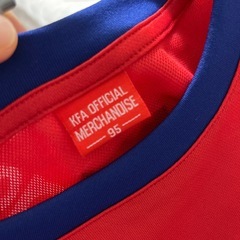 KFA OFFICIAL
MERCHANDISE
95